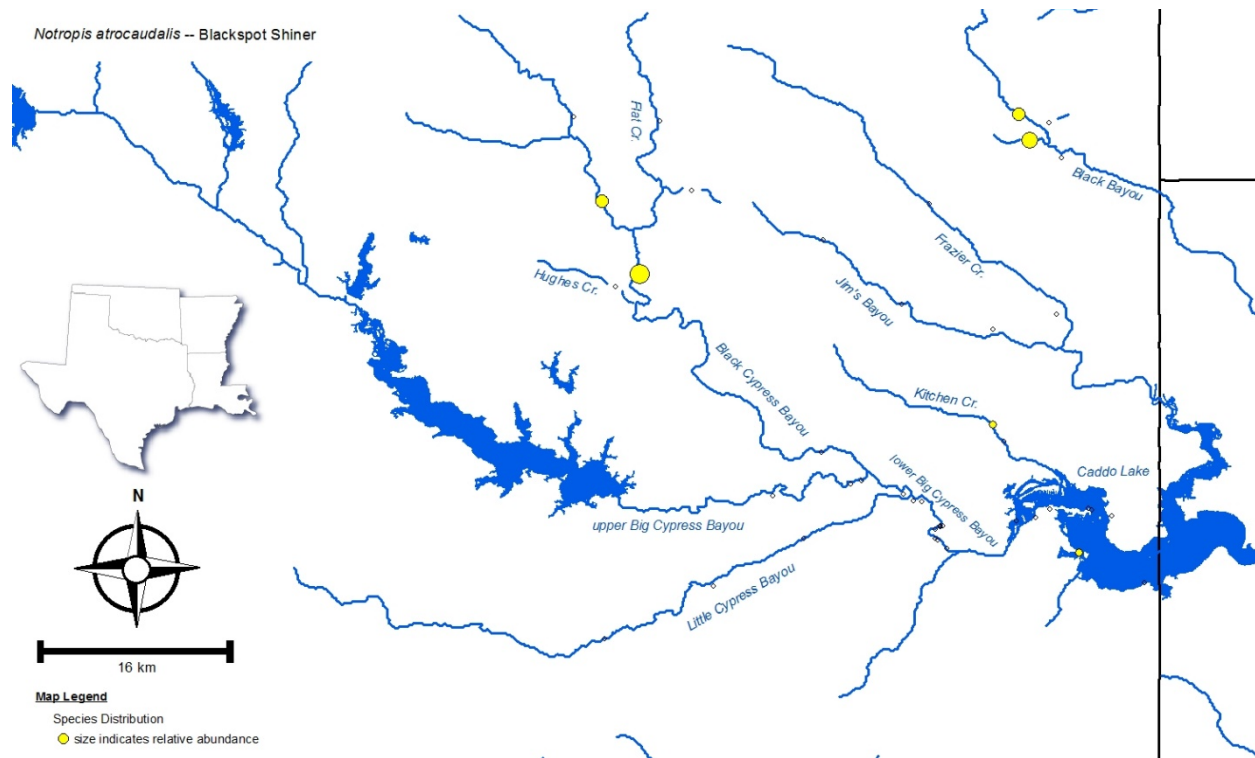 Notropis atrocaudalis -- Blackspot Shiner
Flat Cr.
Black Bayou
Frazier Cr.
Hughes Cr.
Jim's Bayou
Black Cypress Bayou
Kitchen Cr.
Caddo Lake
lower Big Cypress Bayou
upper Big Cypress Bayou
Little Cypress Bayou
N
16 km
Map Legend
Species Distribution
size indicates relative abundance